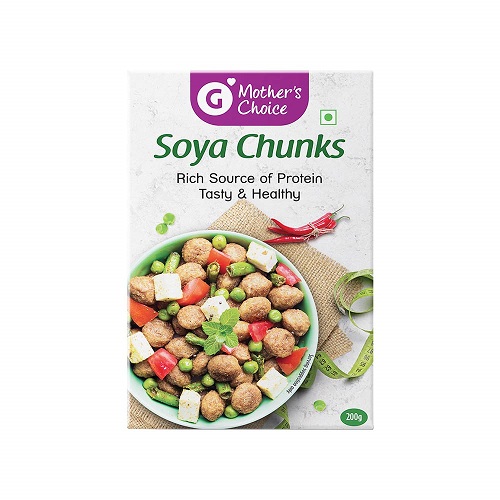 G Mother's
Choice
Soya Chunks
Rich Source of Protein
Tasty & Healthy
200g